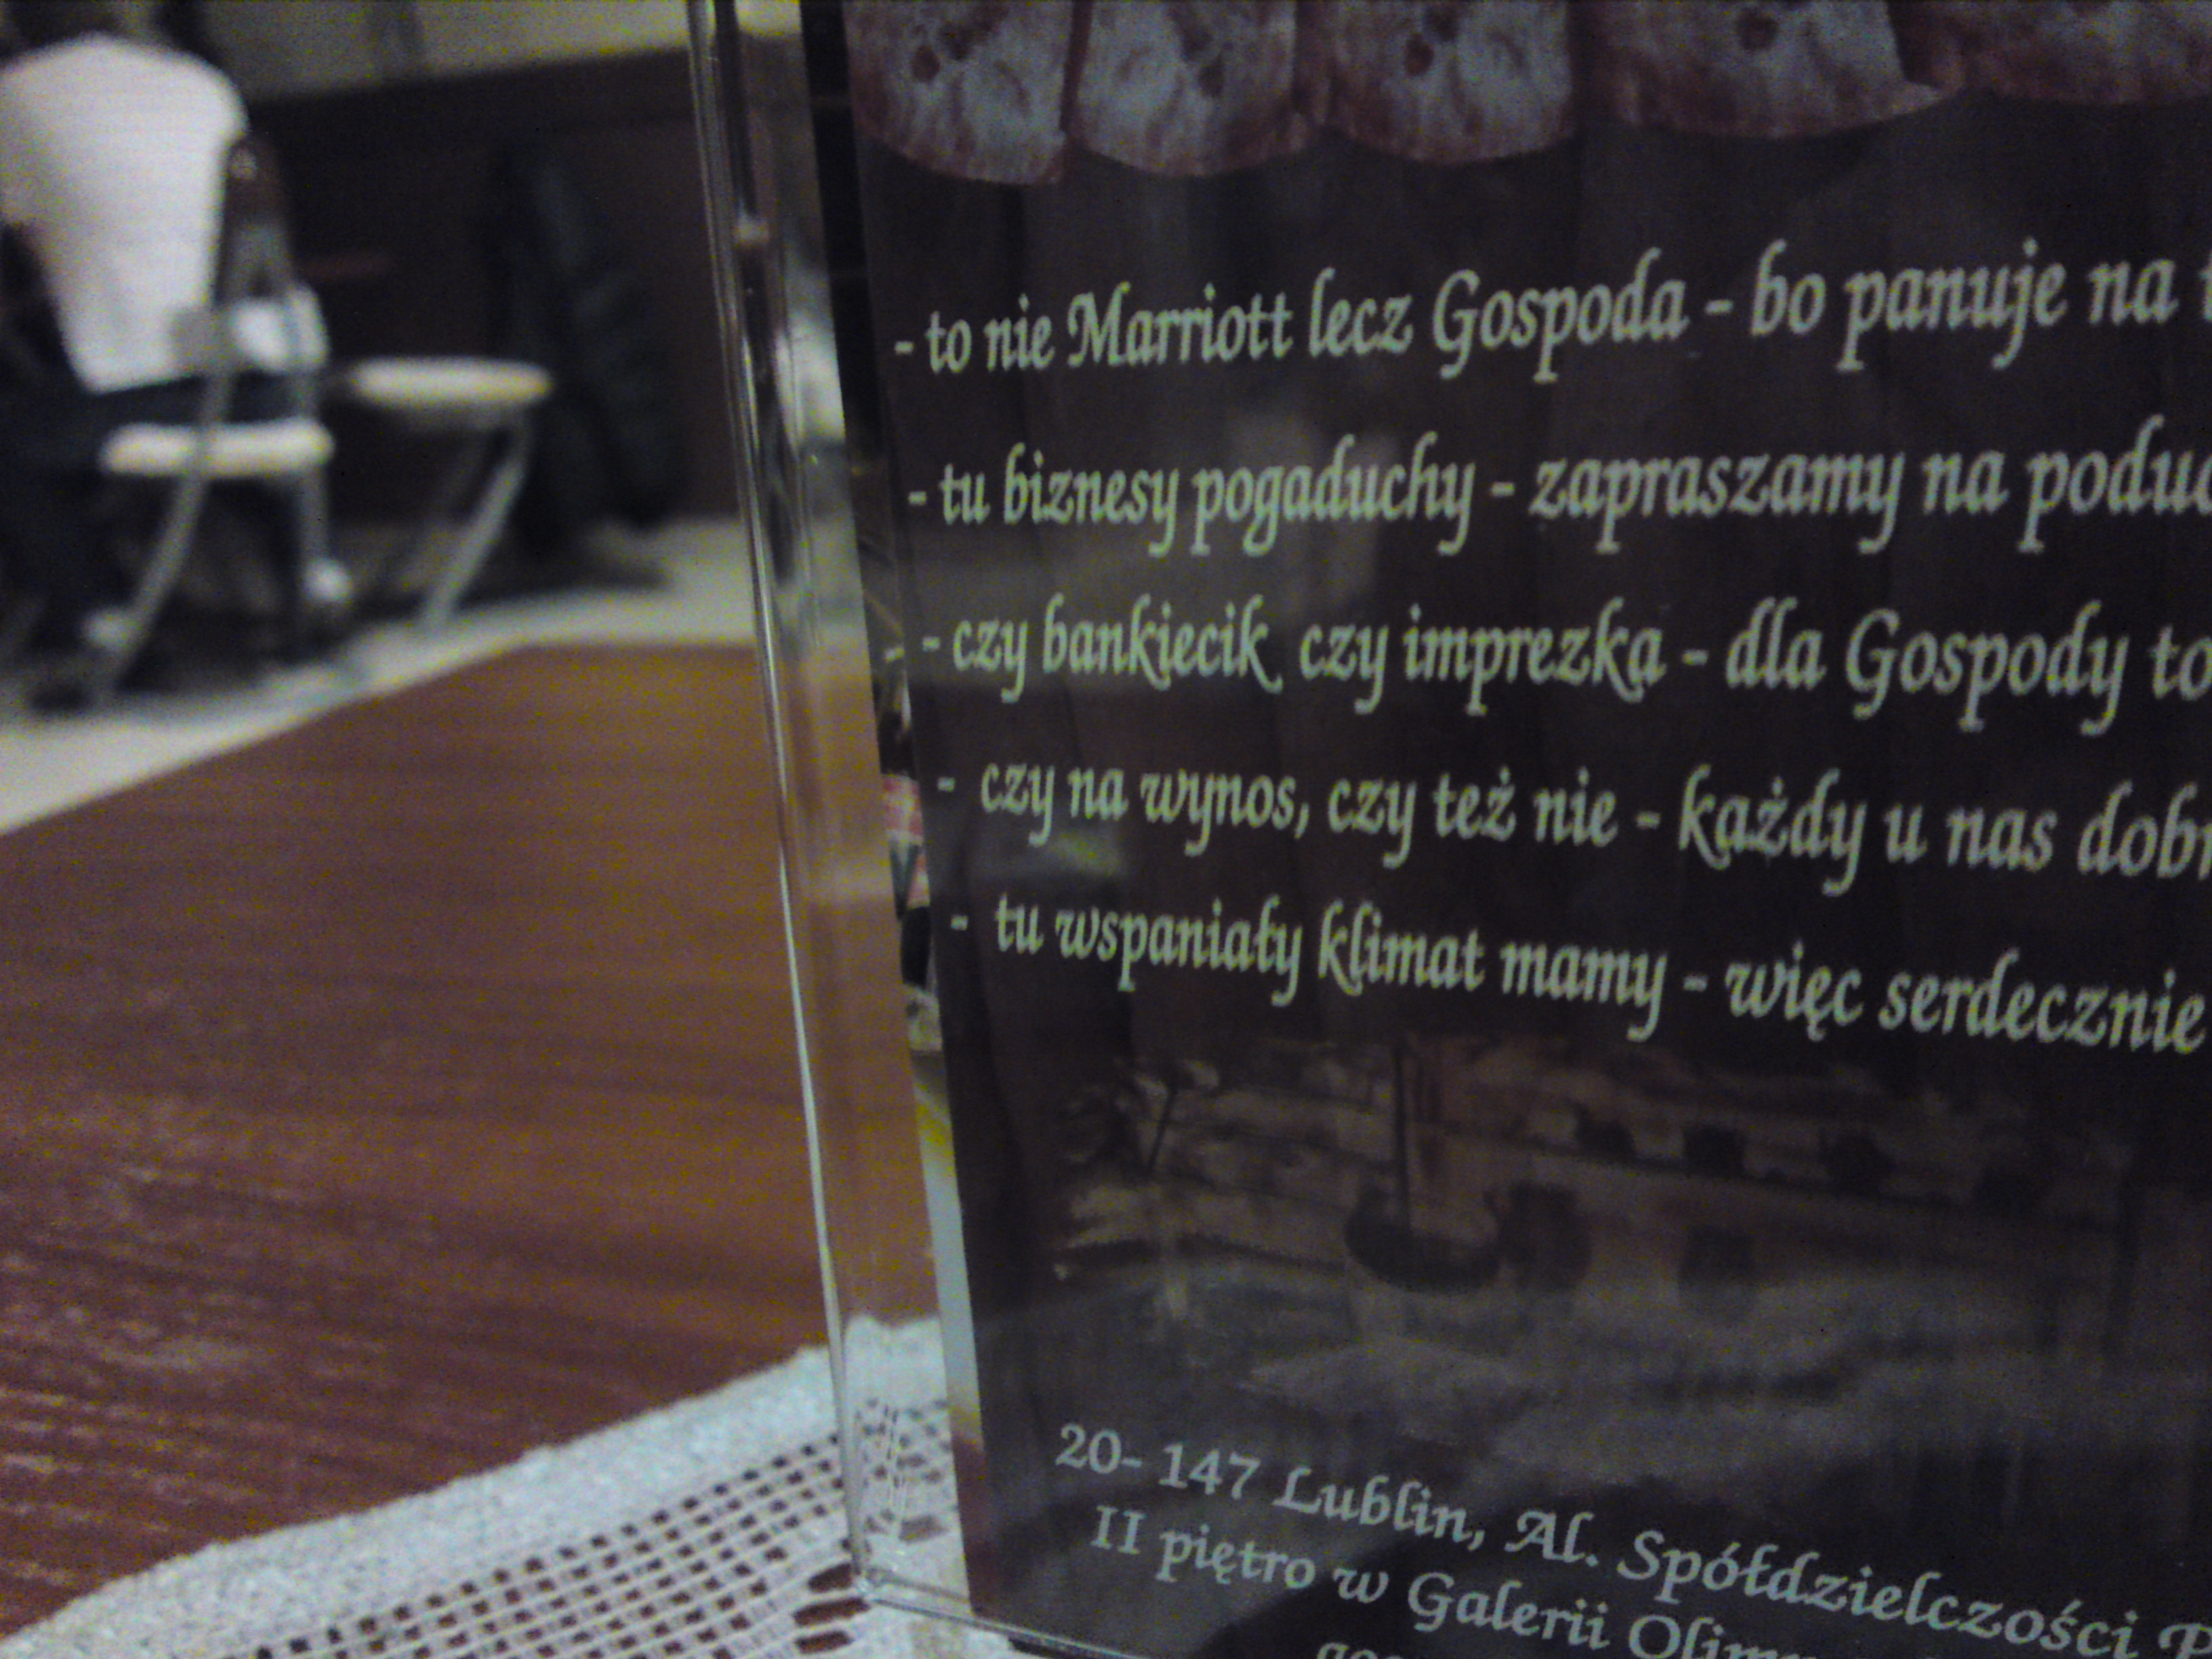 - to nie Marriott lecz Gospoda - bo panuje na
- tu biznesy pogaduchy - zapraszamy na
- czy bankiecik czy imprezka - dla Gospody to
- czy na wynos, czy też nie - każdy u nas
- tu wspaniały klimat mamy - więc serdecznie
20- 147 Lublin, Al. Spółdzielczości
II piętro w Galerii